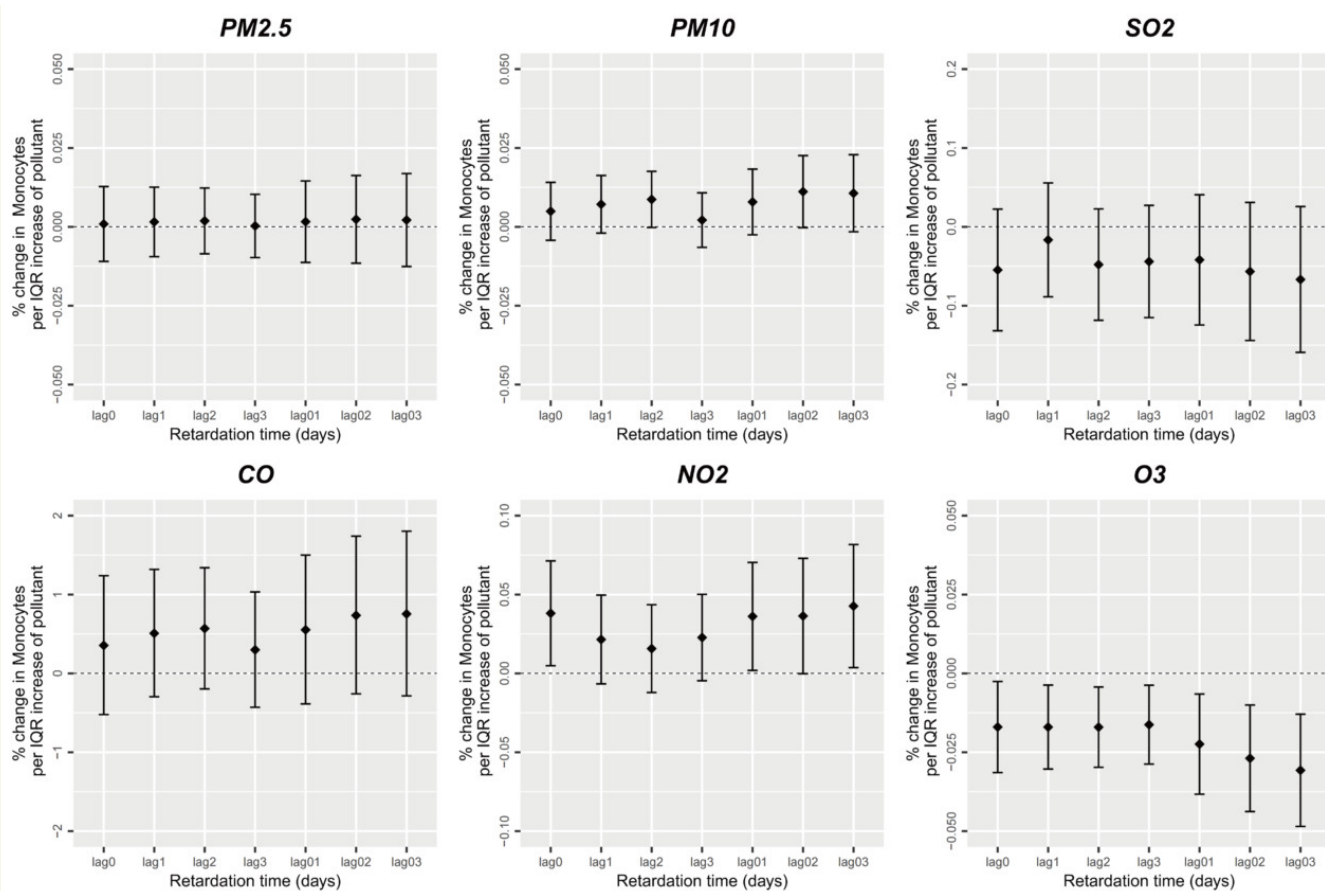 PM2.5
% change in Monocytes
per IQR increase of pollutant
0.050
0.025
0.000
−0.025
−0.050
lag0 lag1 lag2 lag3 lag01 lag02 lag03
Retardation time (days)
PM10
% change in Monocytes
per IQR increase of pollutant
0.050
0.025
0.000
−0.025
−0.050
lag0 lag1 lag2 lag3 lag01 lag02 lag03
Retardation time (days)
SO2
% change in Monocytes
per IQR increase of pollutant
0.2
0.1
0.0
−0.1
−0.2
lag0 lag1 lag2 lag3 lag01 lag02 lag03
Retardation time (days)
CO
% change in Monocytes
per IQR increase of pollutant
2
1
0
−1
−2
lag0 lag1 lag2 lag3 lag01 lag02 lag03
Retardation time (days)
NO2
% change in Monocytes
per IQR increase of pollutant
0.10
0.05
0.00
−0.05
−0.10
lag0 lag1 lag2 lag3 lag01 lag02 lag03
Retardation time (days)
O3
% change in Monocytes
per IQR increase of pollutant
0.050
0.025
0.000
−0.025
−0.050
lag0 lag1 lag2 lag3 lag01 lag02 lag03
Retardation time (days)